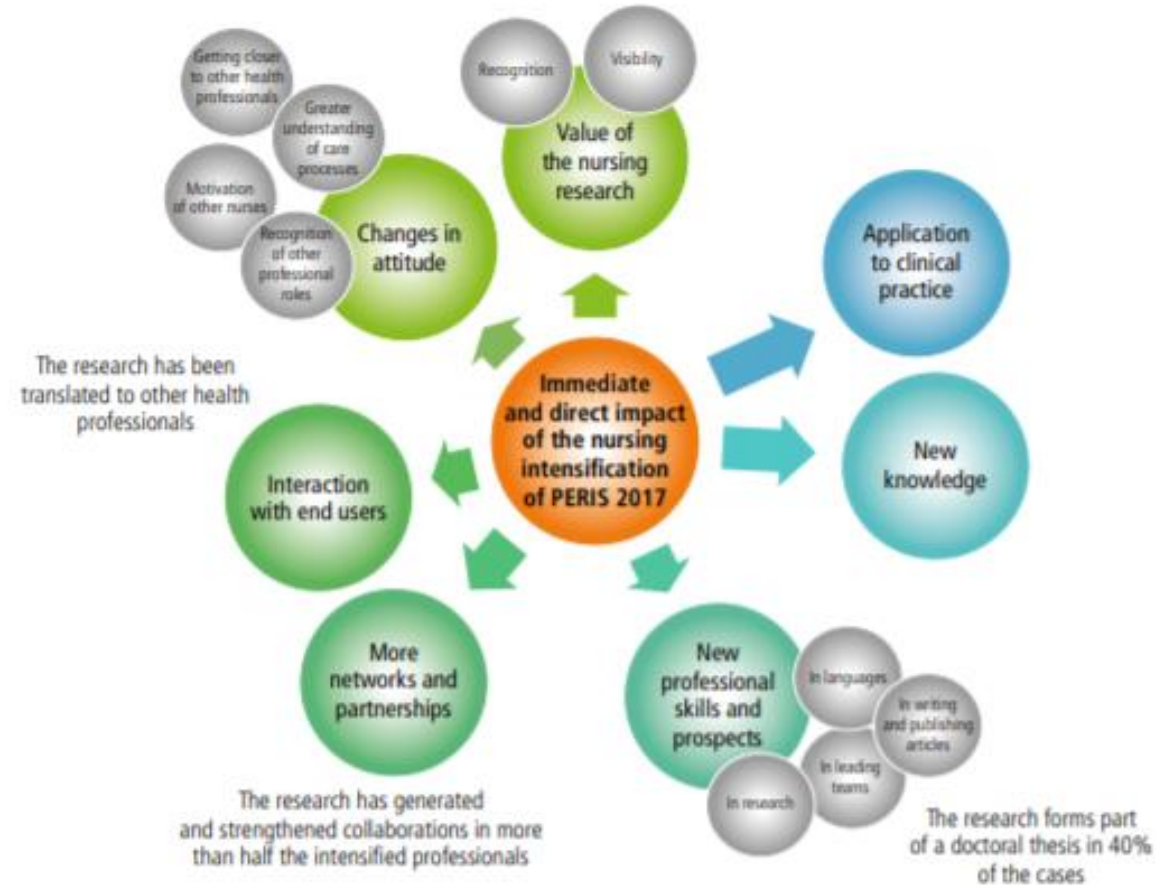 Getting closer
to other health
professionals
Greater
understanding
of care
processes
Motivation
of other nurses
Recognition
of other
professional
roles
Changes in
attitude
Recognition
Visibility
Value of
the nursing
research
Application
to clinical
practice
New
knowledge
Immediate
and direct impact
of the nursing
intensification
of PERIS 2017
The research has been
translated to other health
professionals
Interaction
with end users
More
networks and
partnerships
The research has generated
and strengthened collaborations in more
than half the intensified professionals
New
professional
skills and
prospects
In languages
In writing
and publishing
articles
In leading
teams
In research
The research forms part
of a doctoral thesis in 40%
of the cases